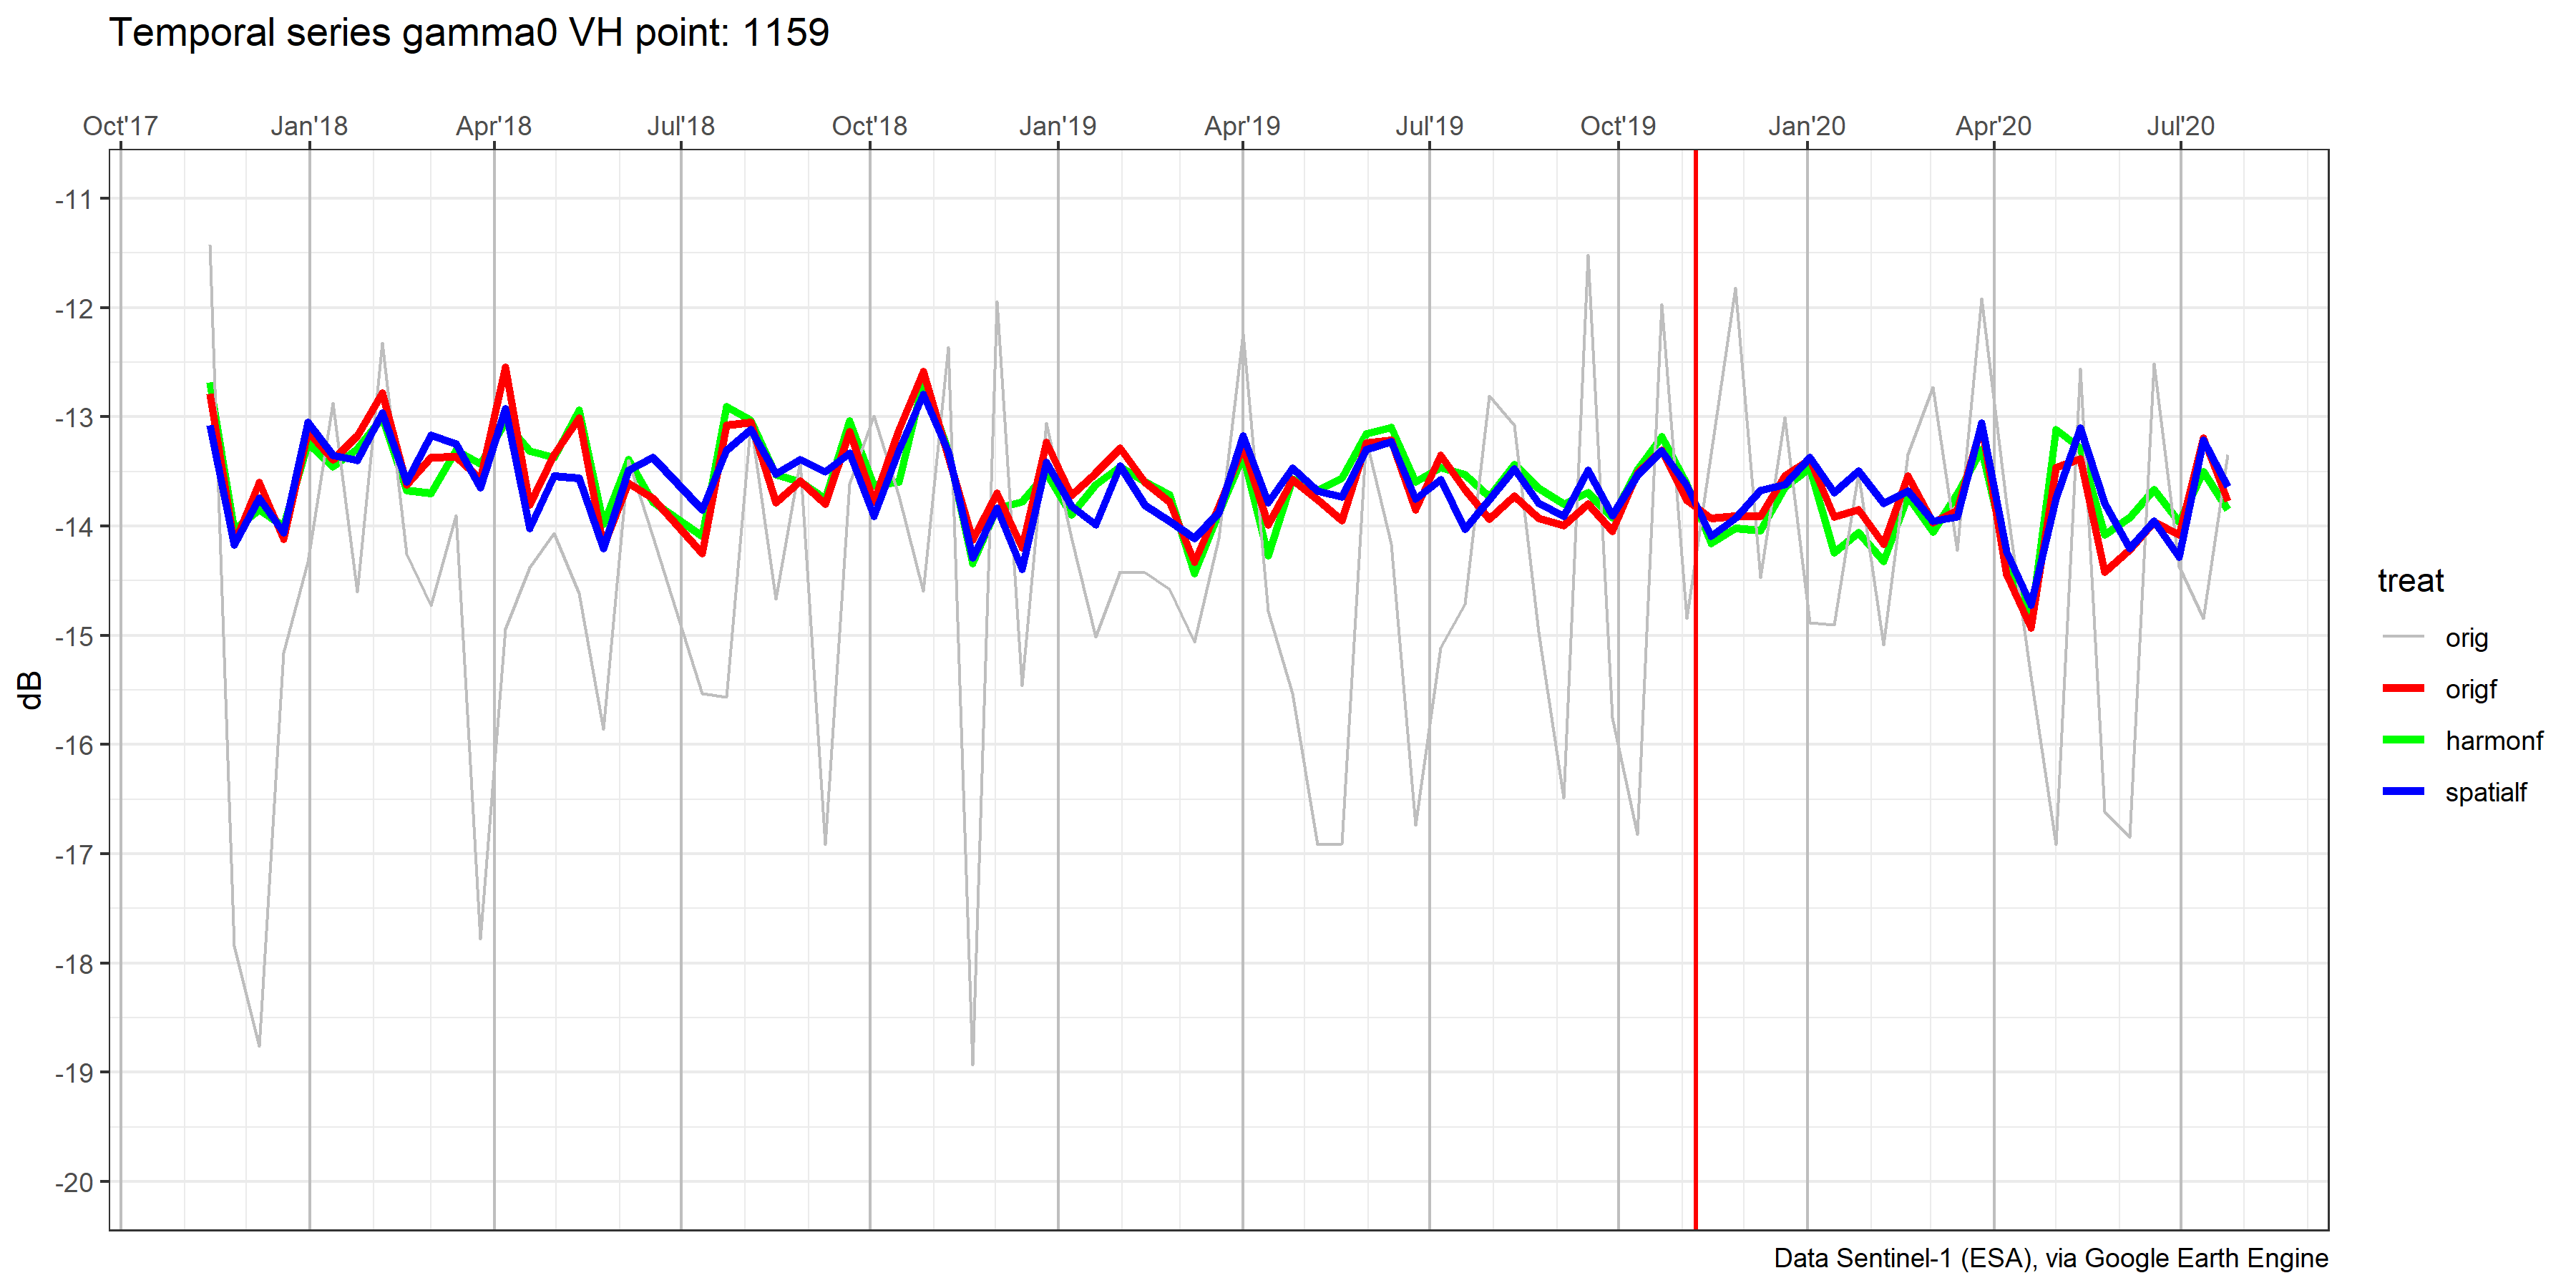 Temporal series gamma0 VH point: 1159
Oct'17 Jan'18 Apr'18 Jul'18 Oct'18 Jan'19 Apr'19 Jul'19 Oct'19 Jan'20 Apr'20 Jul'20
-11
-12
-13
-14
-15
-16
-17
-18
-19
-20
dB
treat
orig
origf
harmonf
spatialf
Data Sentinel-1 (ESA), via Google Earth Engine